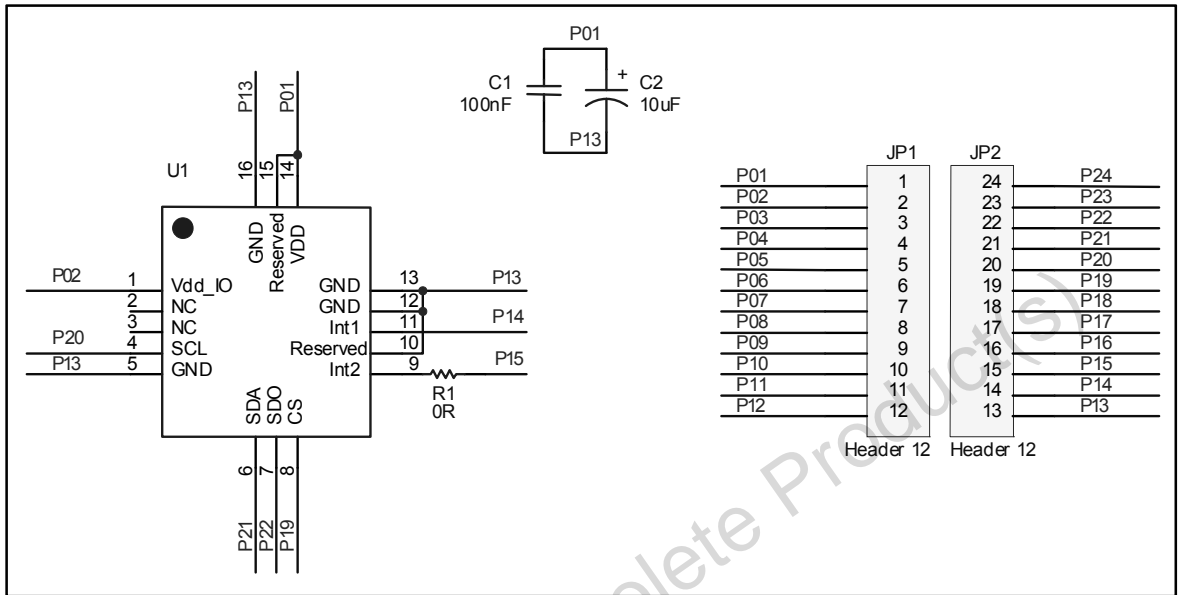 P01
C1
100nF
+
C2
10uF
P13
P13
P01
16
15
14
U1
GND
Reserved
VDD
P02
1
Vdd_IO
2
NC
3
NC
P20
4
SCL
P13
5
GND
GND
13
P13
GND
12
Int1
11
P14
Reserved
10
Int2
9
P15
R1
0R
SDA
SDO
CS
6
7
8
P21
P22
P19
JP1
JP2
P01 1 24 P24
P02 2 23 P23
P03 3 22 P22
P04 4 21 P21
P05 5 20 P20
P06 6 19 P19
P07 7 18 P18
P08 8 17 P17
P09 9 16 P16
P10 10 15 P15
P11 11 14 P14
P12 12 13 P13
Header 12
Header 12
Product(s)